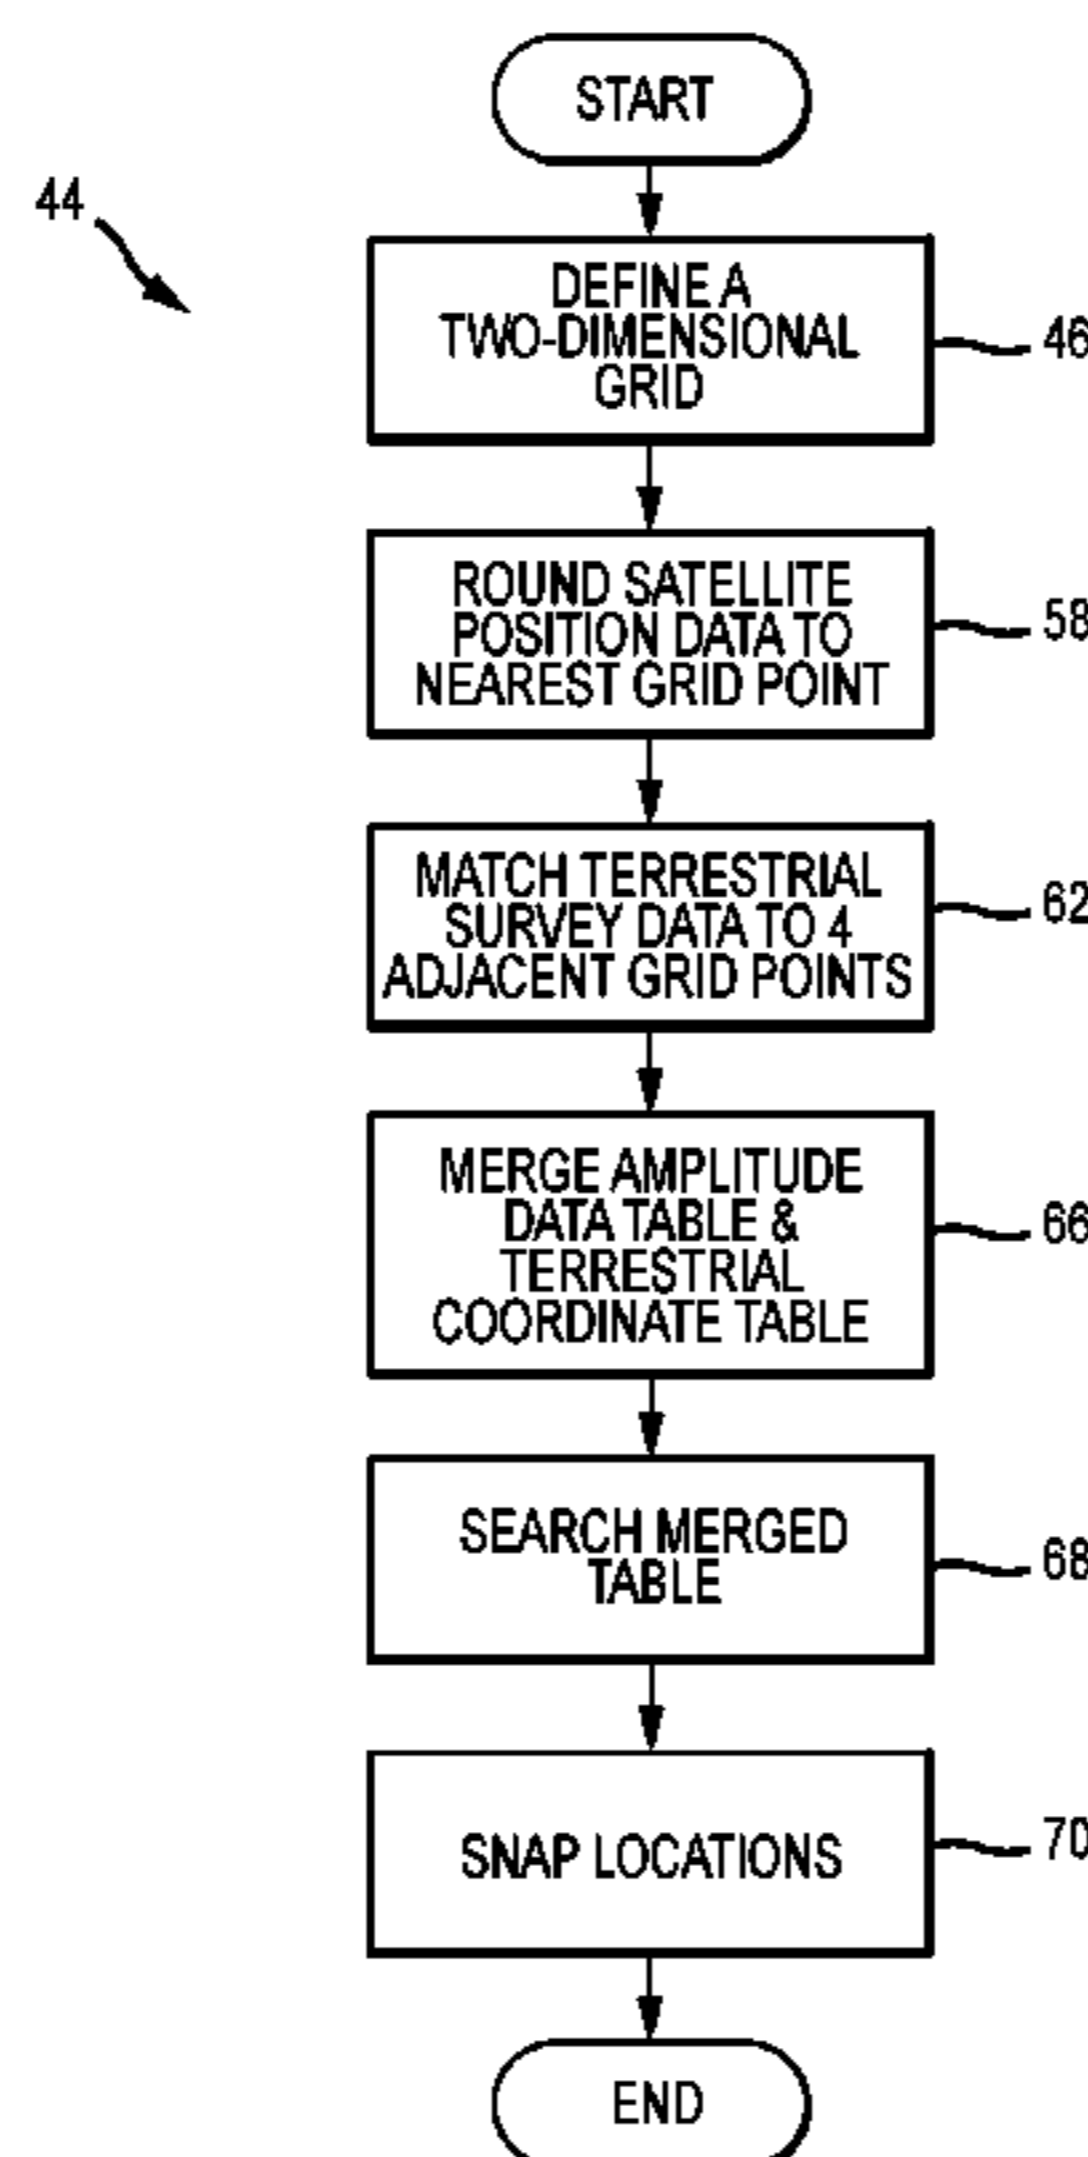 START
44
DEFINE A
TWO-DIMENSIONAL
GRID
46
ROUND SATELLITE
POSITION DATA TO
NEAREST GRID POINT
58
MATCH TERRESTRIAL
SURVEY DATA TO 4
ADJACENT GRID POINTS
62
MERGE AMPLITUDE
DATA TABLE &
TERRESTRIAL
COORDINATE TABLE
66
SEARCH MERGED
TABLE
68
SNAP LOCATIONS
70
END